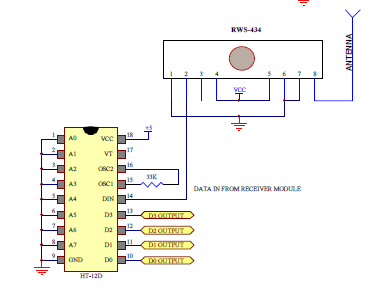 RWS-434
ANTENNA
1 2 3 4 5 6 7 8
VCC
+5
1 A0 VCC 18
2 A1 VT 17
3 A2 OSC2 16
4 A3 OSC1 15 33K
5 A4 DIN 14 DATA IN FROM RECEIVER MODULE
6 A5 D3 13 D3 OUTPUT
7 A6 D2 12 D2 OUTPUT
8 A7 D1 11 D1 OUTPUT
9 GND D0 10 D0 OUTPUT
HT-12D